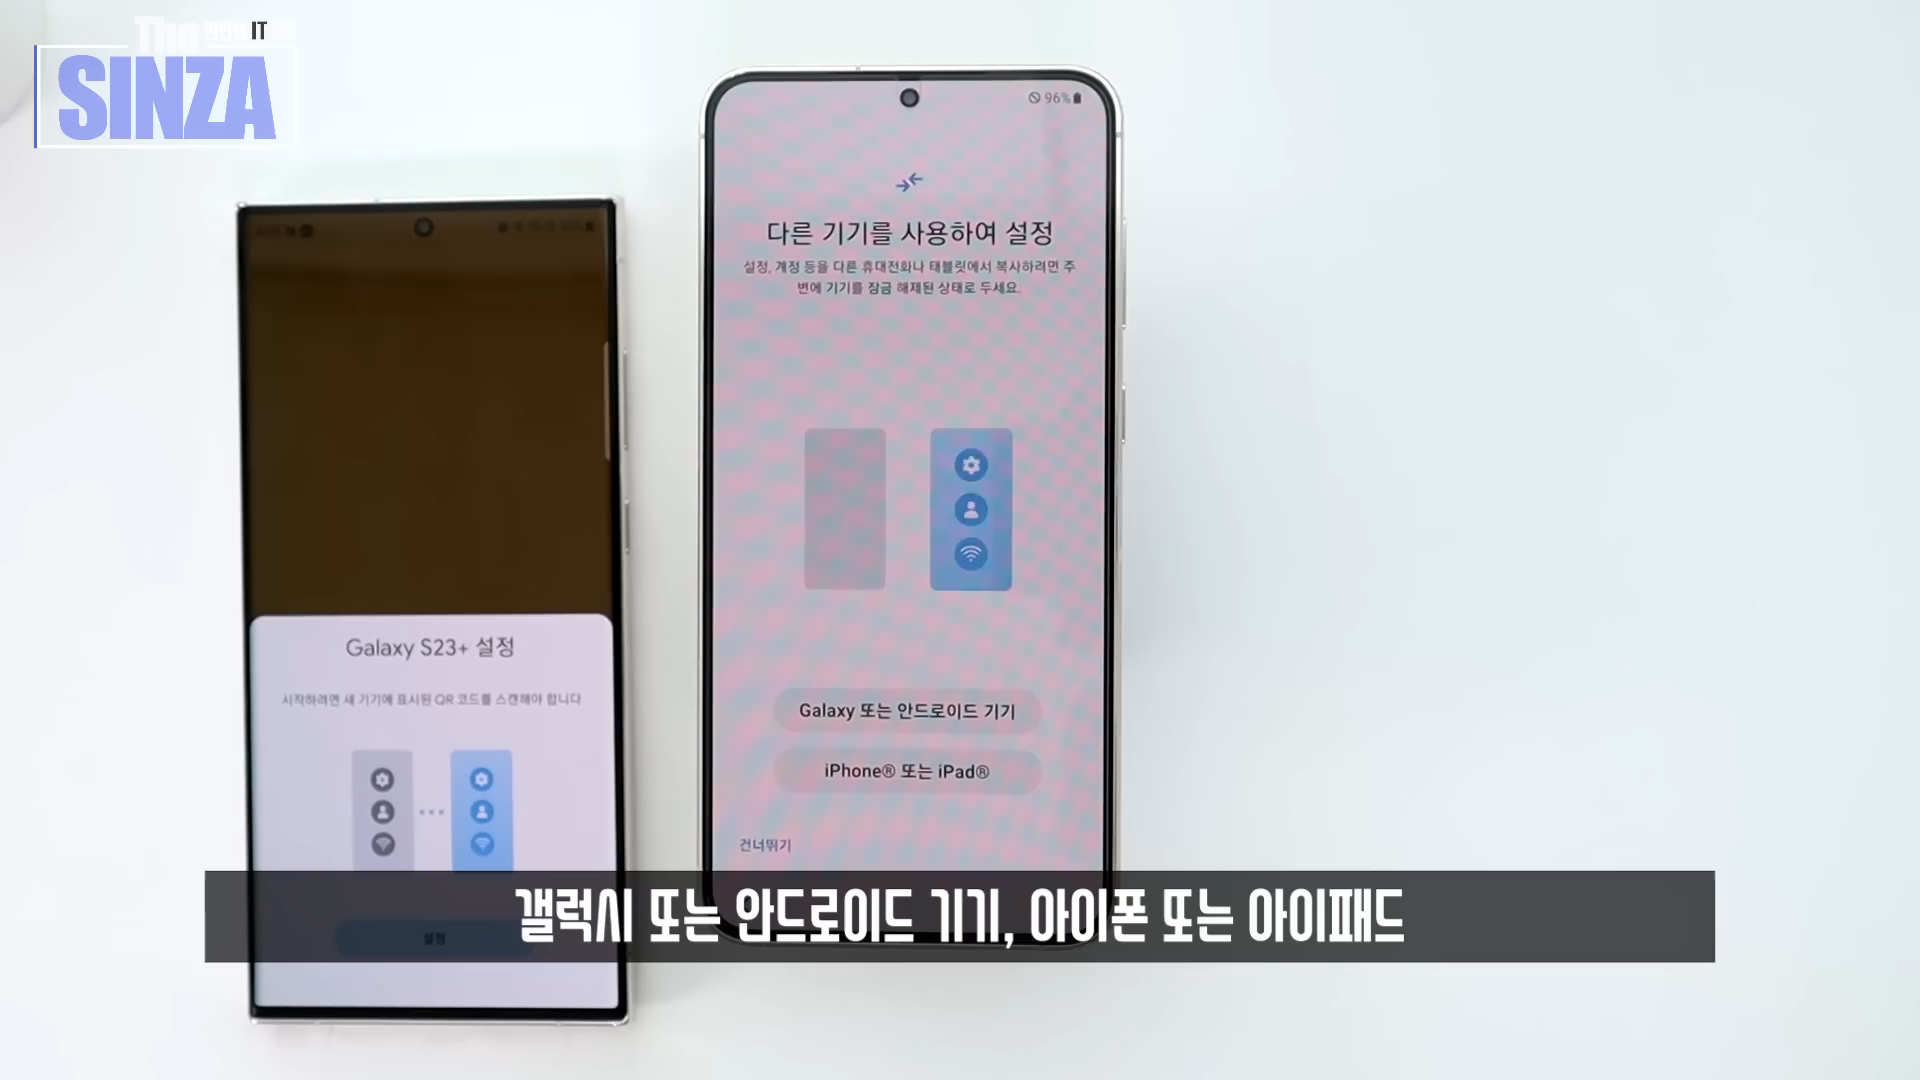 The
IT
SINZA
96%
다른 기기를 사용하여 설정
설정, 계정 등을 다른 휴대전화나 태블릿에서 복사하려면 주
변에 기기를 잠금 해제된 상태로 두세요.
Galaxy 또는 안드로이드 기기
iPhone® 또는 iPad®
건너뛰기
Galaxy S23+ 설정
시작하려면 새 기기에 표시된 QR 코드를 스캔해야 합니다
설정
갤럭시 또는 안드로이드 기기, 아이폰 또는 아이패드